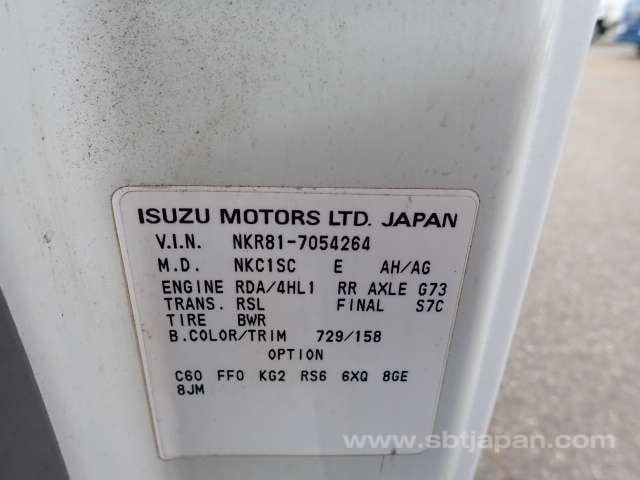 ISUZU MOTORS LTD. JAPAN
V.I.N. NKR81-7054264
M.D. NKC1SC E AH/AG
ENGINE RDA/4HL1 RR AXLE G73
TRANS. RSL FINAL S7C
TIRE BWR
B.COLOR/TRIM 729/158
OPTION
C60 FF0 KG2 RS6 6XQ 8GE
8JM
www.sbtjapan.com